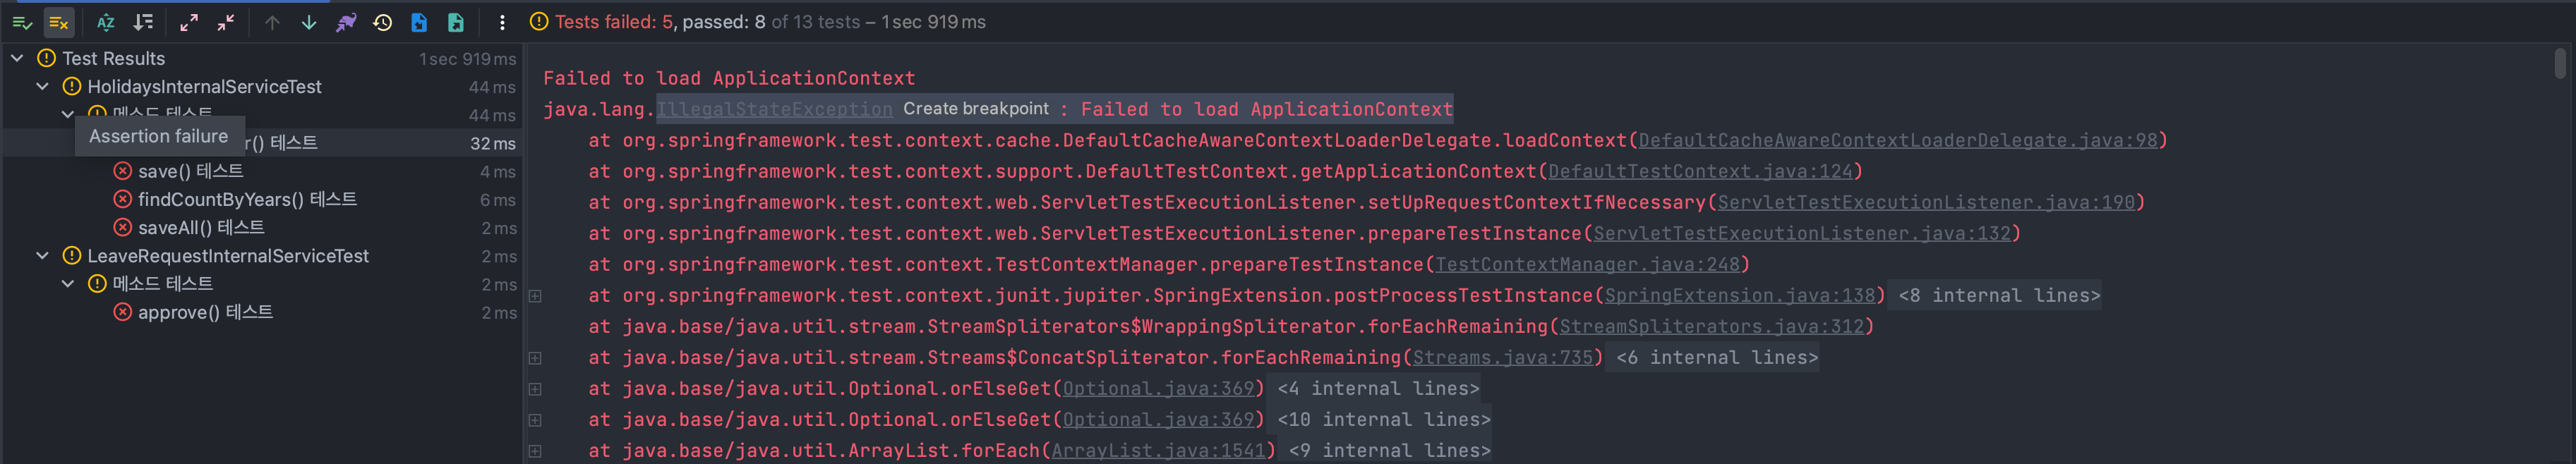 Tests failed: 5, passed: 8 of 13 tests – 1 sec 919 ms
Test Results 1 sec 919 ms
HolidaysInternalServiceTest 44 ms
메소드 테스트 44 ms
Assertion failure
r() 테스트 32 ms
save() 테스트 4 ms
findCountByYears() 테스트 6 ms
saveAll() 테스트 2 ms
LeaveRequestInternalServiceTest 2 ms
메소드 테스트 2 ms
approve() 테스트 2 ms
Failed to load ApplicationContext
java.lang.IllegalStateException Create breakpoint : Failed to load ApplicationContext
at org.springframework.test.context.cache.DefaultCacheAwareContextLoaderDelegate.loadContext(DefaultCacheAwareContextLoaderDelegate.java:98)
at org.springframework.test.context.support.DefaultTestContext.getApplicationContext(DefaultTestContext.java:124)
at org.springframework.test.context.web.ServletTestExecutionListener.setUpRequestContextIfNecessary(ServletTestExecutionListener.java:190)
at org.springframework.test.context.web.ServletTestExecutionListener.prepareTestInstance(ServletTestExecutionListener.java:132)
at org.springframework.test.context.TestContextManager.prepareTestInstance(TestContextManager.java:248)
at org.springframework.test.context.junit.jupiter.SpringExtension.postProcessTestInstance(SpringExtension.java:138) <8 internal lines>
at java.base/java.util.stream.StreamSpliterators$WrappingSpliterator.forEachRemaining(StreamSpliterators.java:312)
at java.base/java.util.stream.Streams$ConcatSpliterator.forEachRemaining(Streams.java:735) <6 internal lines>
at java.base/java.util.Optional.orElseGet(Optional.java:369) <4 internal lines>
at java.base/java.util.Optional.orElseGet(Optional.java:369) <10 internal lines>
at java.base/java.util.ArrayList.forEach(ArrayList.java:1541) <9 internal lines>